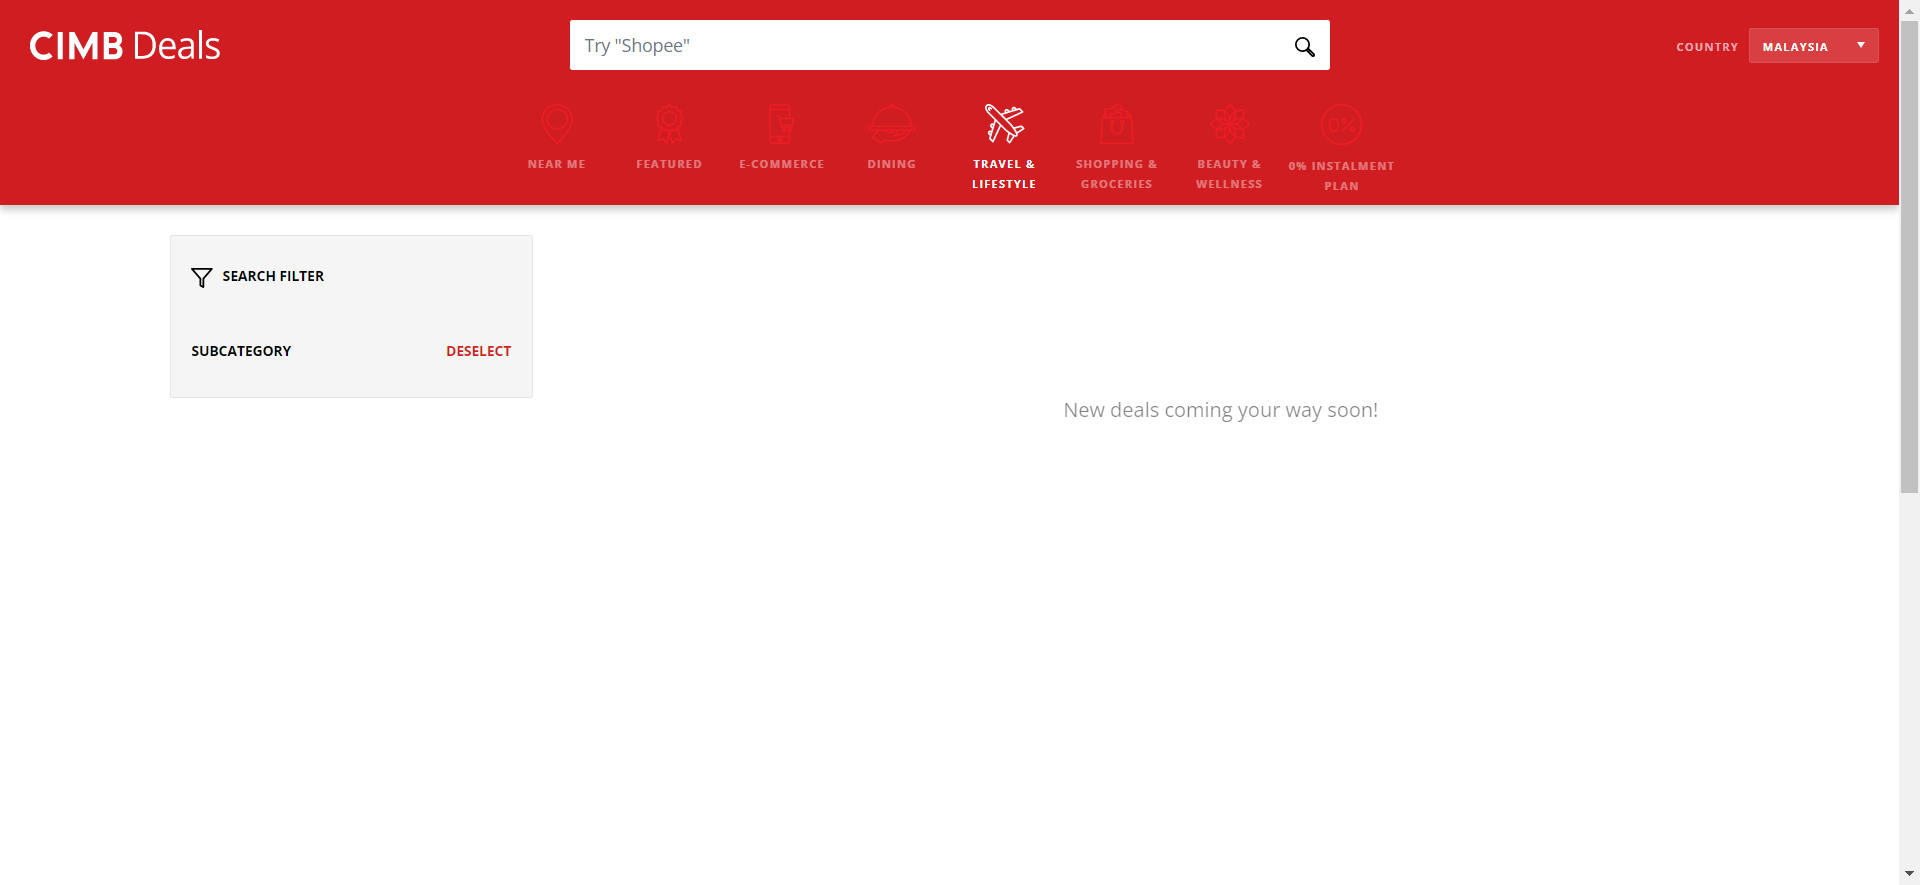 CIMB Deals
Try "Shopee"
COUNTRY
MALAYSIA
NEAR ME
FEATURED
E-COMMERCE
DINING
TRAVEL &
LIFESTYLE
SHOPPING &
GROCERIES
BEAUTY &
WELLNESS
0%
0% INSTALMENT
PLAN
SEARCH FILTER
SUBCATEGORY
DESELECT
New deals coming your way soon!